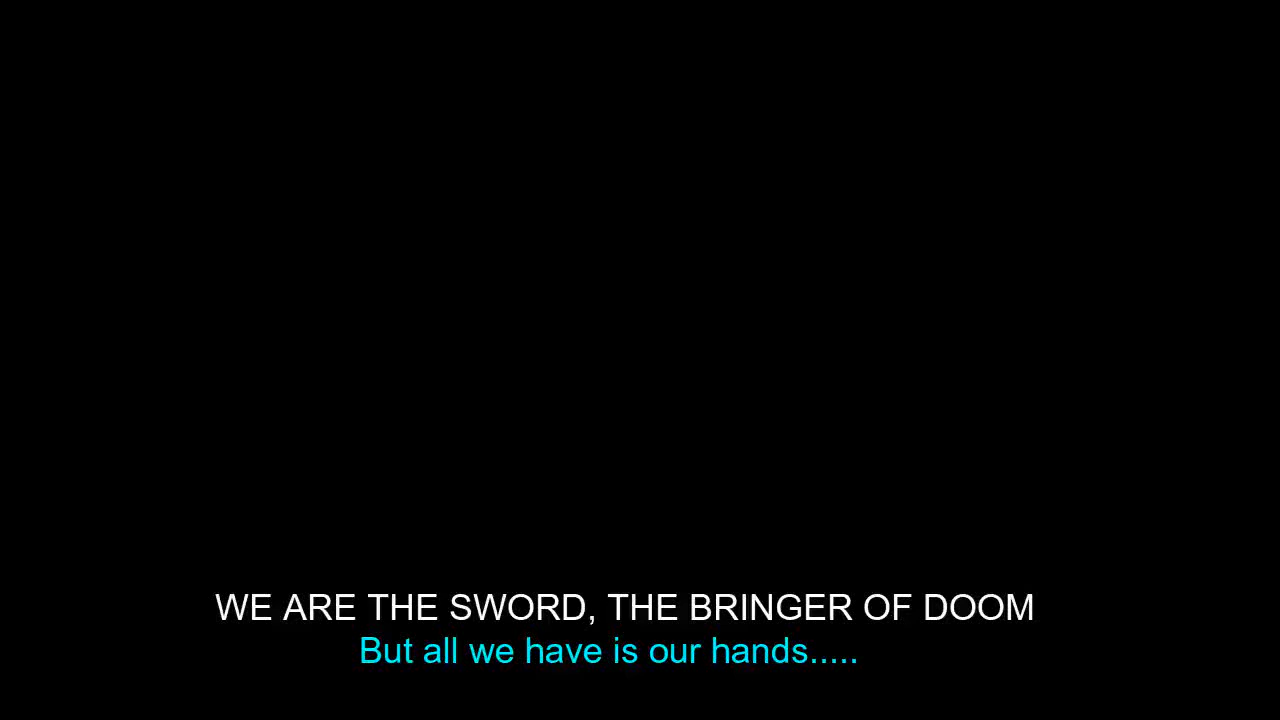 WE ARE THE SWORD, THE BRINGER OF DOOM
But all we have is our hands.....